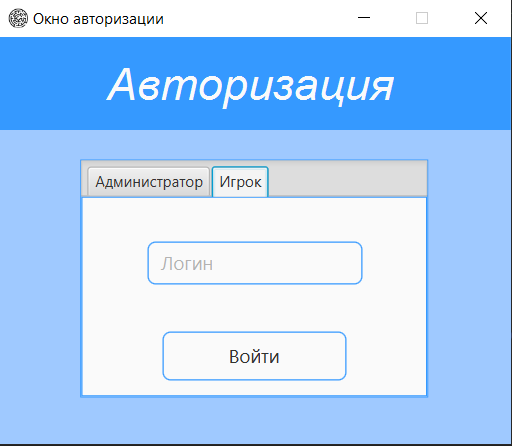 Окно авторизации
Авторизация
Администратор Игрок
Логин
Войти